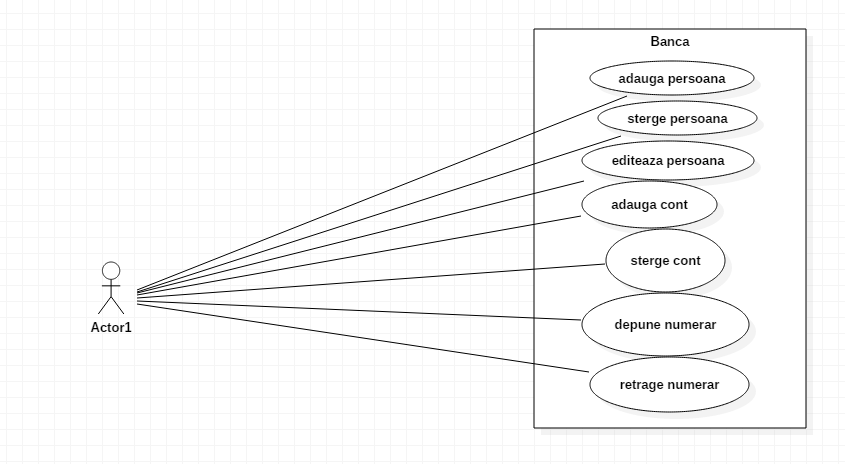 Banca
adauga persoana
sterge persoana
editeaza persoana
adauga cont
sterge cont
depune numerar
retrage numerar
Actor1